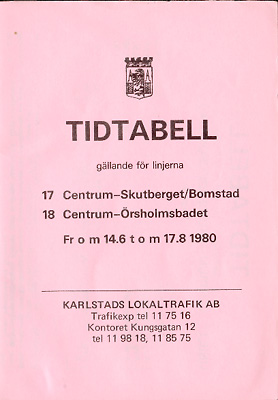 TIDTABELL
gällande för linjerna
17 Centrum–Skutberget/Bomstad
18 Centrum–Örsholmsbadet
Fr o m 14.6 t o m 17.8 1980
KARLSTADS LOKALTRAFIK AB
Trafikexp tel 11 75 16
Kontoret Kungsgatan 12
tel 11 98 18, 11 85 75